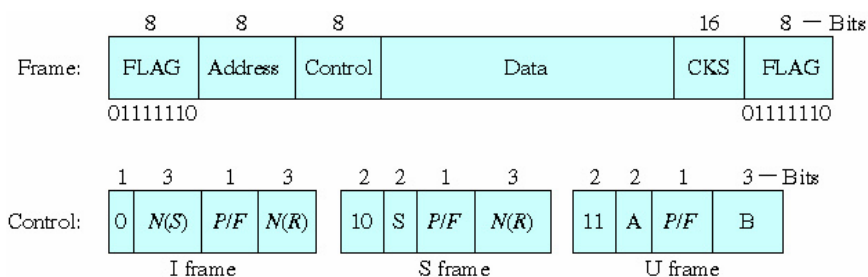 8 8 8 16 8 — Bits
Frame: FLAG Address Control Data CKS FLAG
01111110 01111110
1 3 1 3 2 2 1 3 2 2 1 3 — Bits
Control: 0 N(S) P/F N(R) 10 S P/F N(R) 11 A P/F B
I frame S frame U frame